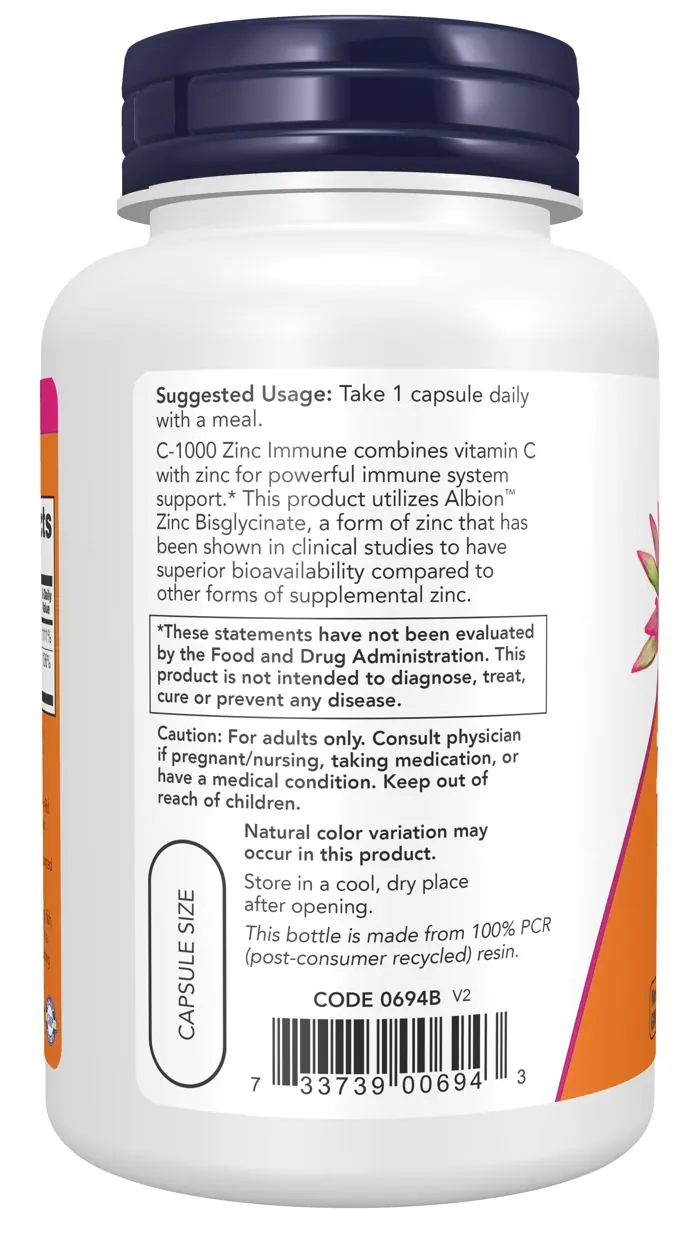 Suggested Usage: Take 1 capsule daily
with a meal.
C-1000 Zinc Immune combines vitamin C
with zinc for powerful immune system
support.* This product utilizes Albion™
Zinc Bisglycinate, a form of zinc that has
been shown in clinical studies to have
superior bioavailability compared to
other forms of supplemental zinc.
*These statements have not been evaluated
by the Food and Drug Administration. This
product is not intended to diagnose, treat,
cure or prevent any disease.
Caution: For adults only. Consult physician
if pregnant/nursing, taking medication, or
have a medical condition. Keep out of
reach of children.
Natural color variation may
occur in this product.
Store in a cool, dry place
after opening.
This bottle is made from 100% PCR
(post-consumer recycled) resin.
CAPSULE SIZE
CODE 0694B V2
7 33739 00694 3